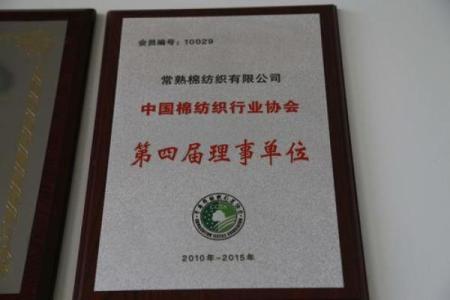 会员编号：10029
常熟棉纺织有限公司
中国棉纺织行业协会
第四届理事单位
2010年-2015年